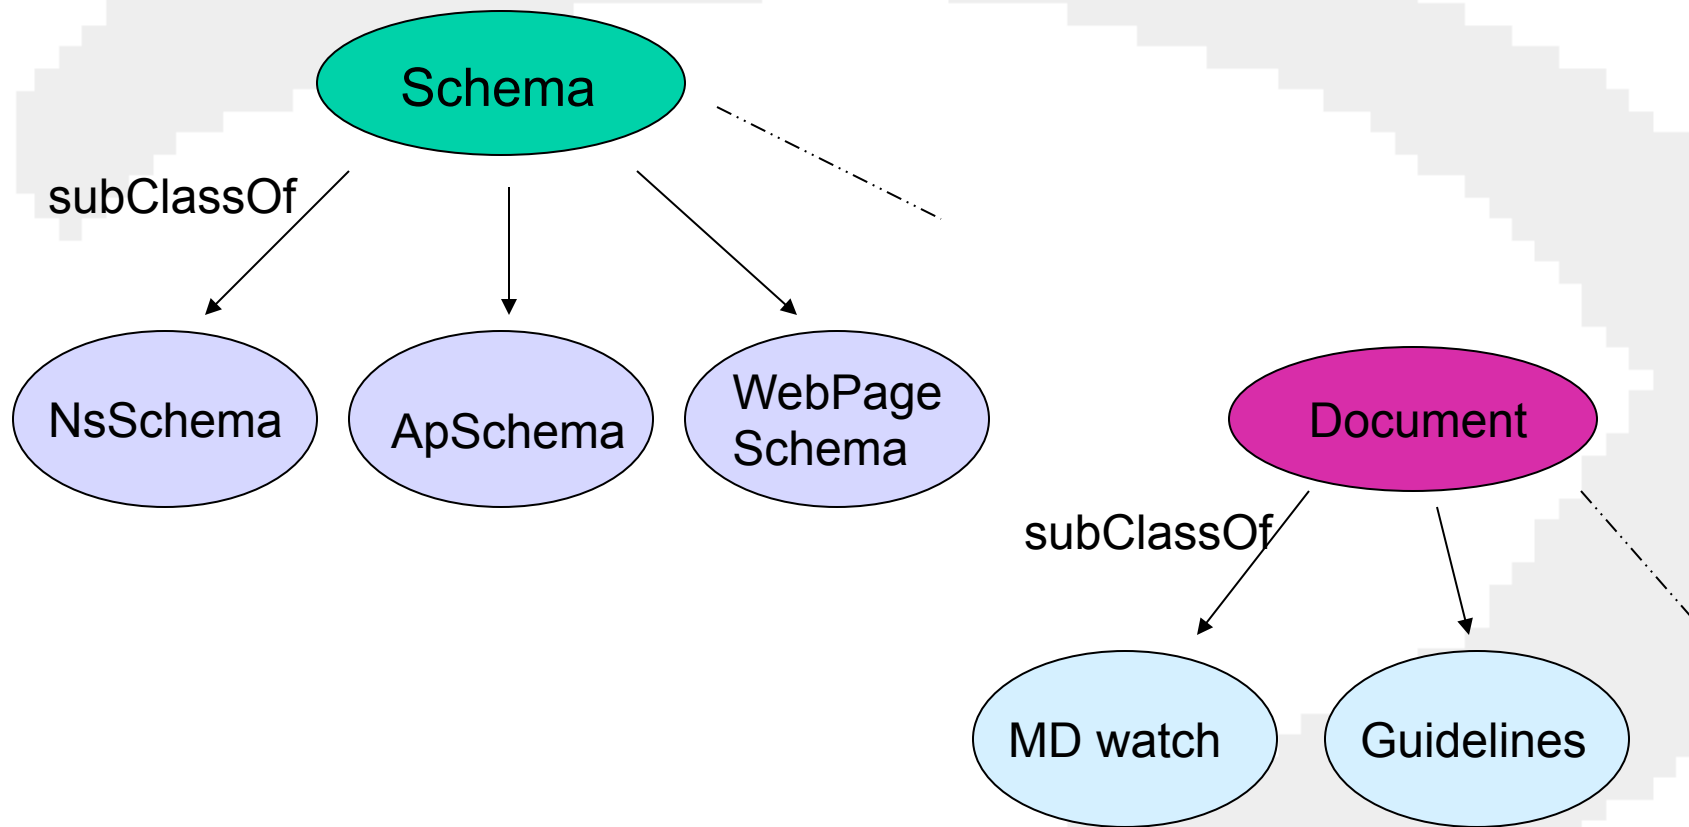 Schema
subClassOf
NsSchema
ApSchema
WebPage
Schema
Document
subClassOf
MD watch
Guidelines